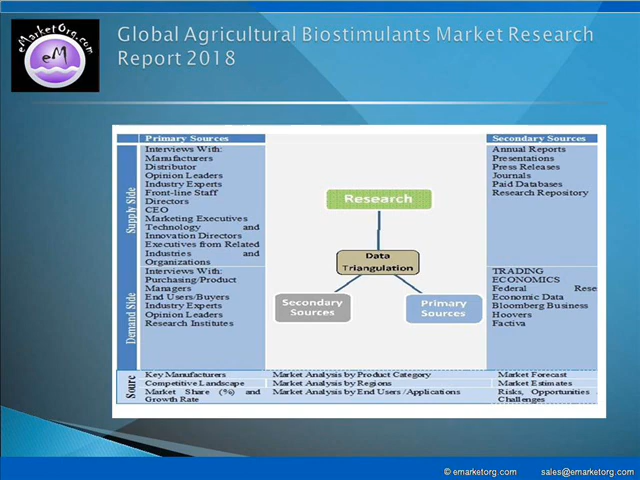 eMarketOrg.com
eM
Global Agricultural Biostimulants Market Research
Report 2018
Primary Sources
Secondary Sources
Supply Side
Interviews With:
Manufacturers
Distributor
Opinion Leaders
Industry Experts
Front-line Staff
Directors
CEO
Marketing Executives
Technology and
Innovation Directors
Executives from Related
Industries and
Organizations
Annual Reports
Presentations
Press Releases
Journals
Paid Databases
Research Repository
Research
Data
Triangulation
Secondary
Sources
Primary
Sources
Demand Side
Interviews With:
Purchasing/Product
Managers
End Users/Buyers
Industry Experts
Opinion Leaders
Research Institutes
TRADING
ECONOMICS
Federal Rese
Economic Data
Bloomberg Business
Hoovers
Factiva
Sourc
Key Manufacturers
Competitive Landscape
Market Share (%) and
Growth Rate
Market Analysis by Product Category
Market Analysis by Regions
Market Analysis by End Users /Applications
Market Forecast
Market Estimates
Risks, Opportunities
Challenges
© emarketorg.com
sales@emarketorg.com